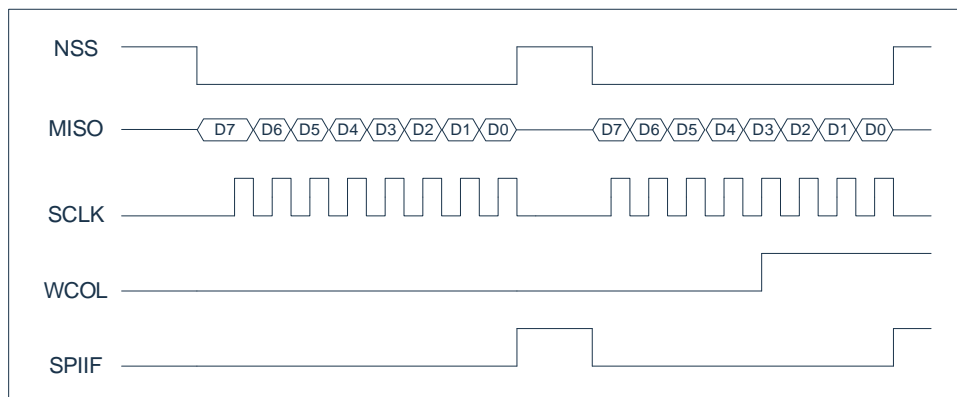 NSS
MISO D7 D6 D5 D4 D3 D2 D1 D0 D7 D6 D5 D4 D3 D2 D1 D0
SCLK
WCOL
SPIIF